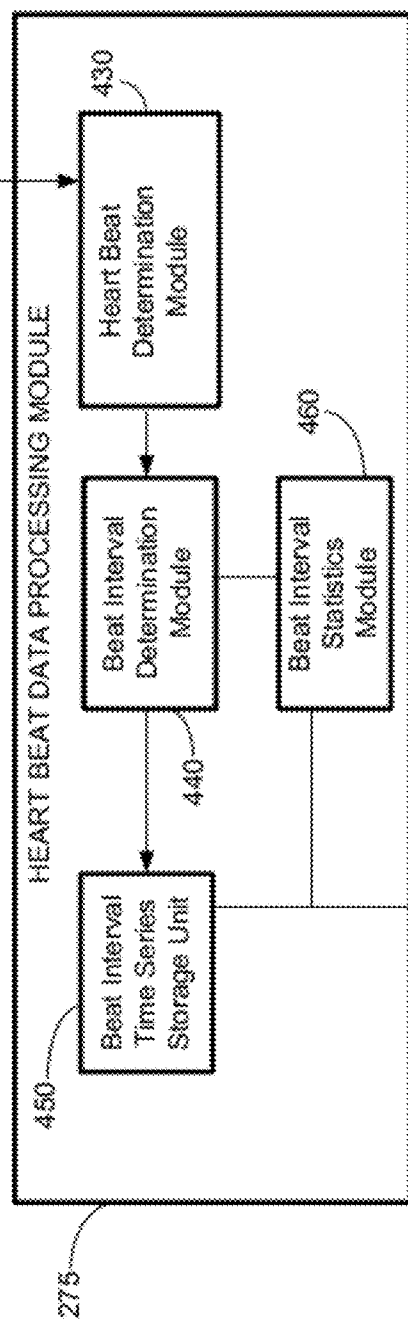 HEART BEAT DATA PROCESSING MODULE
275
450
Beat Interval
Time Series
Storage Unit
440
Beat Interval
Determination
Module
430
Heart Beat
Determination
Module
460
Beat Interval
Statistics
Module